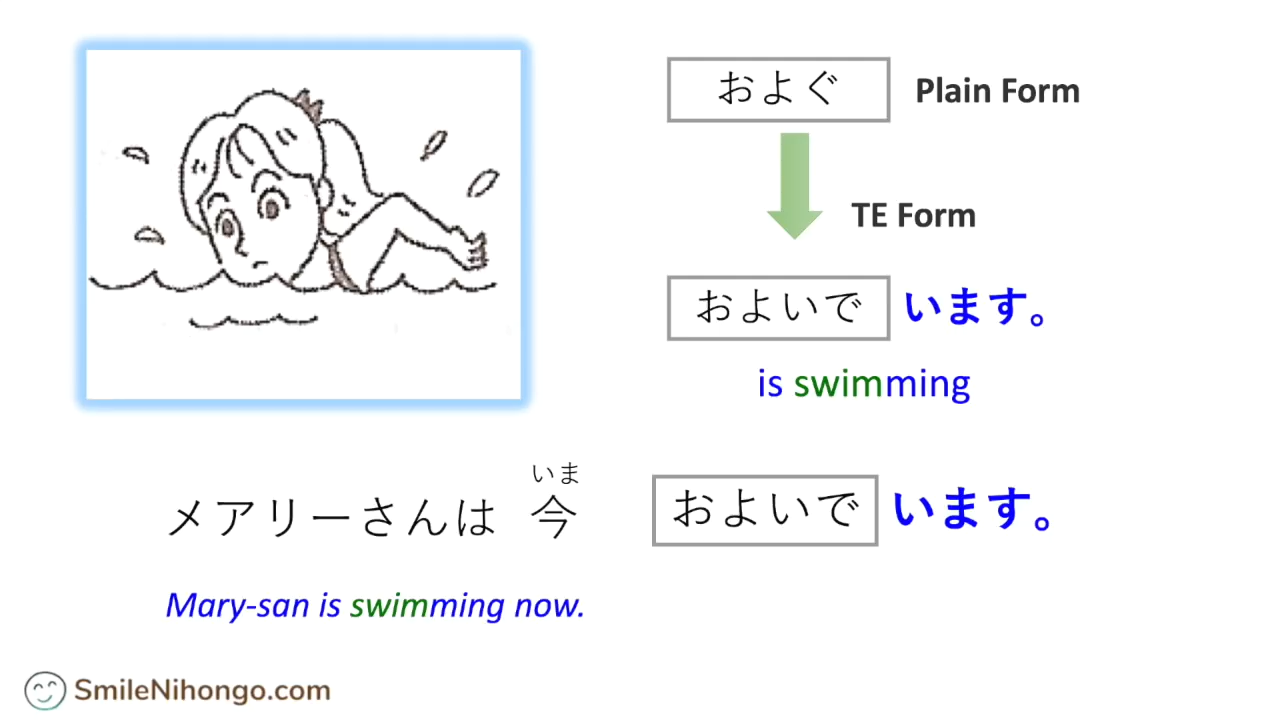 およぐ Plain Form
TE Form
およいで います。
is swimming
いま
メアリーさんは 今 およいで います。
Mary-san is swimming now.
SmileNihongo.com